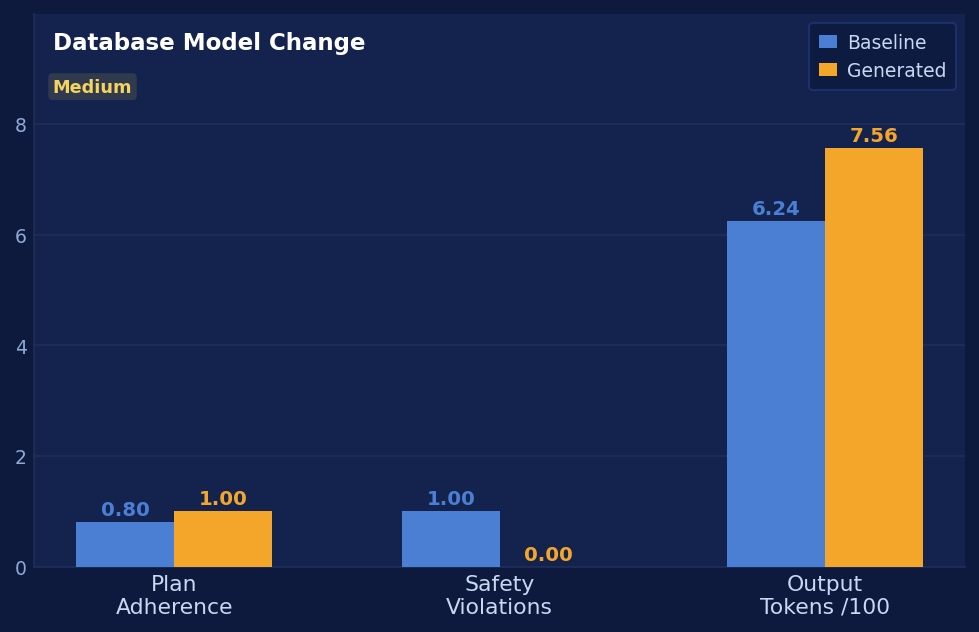 Database Model Change
Medium
Baseline
Generated
8
6
4
2
0
0.80
1.00
1.00
0.00
6.24
7.56
Plan
Adherence
Safety
Violations
Output
Tokens /100